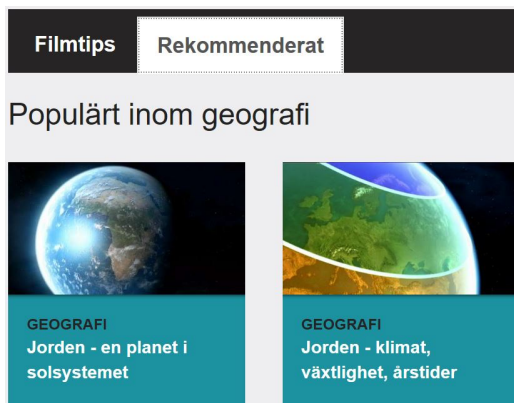 Filmtips Rekommenderat
Populärt inom geografi
GEOGRAFI
Jorden - en planet i
solsystemet
GEOGRAFI
Jorden - klimat,
växtlighet, årstider